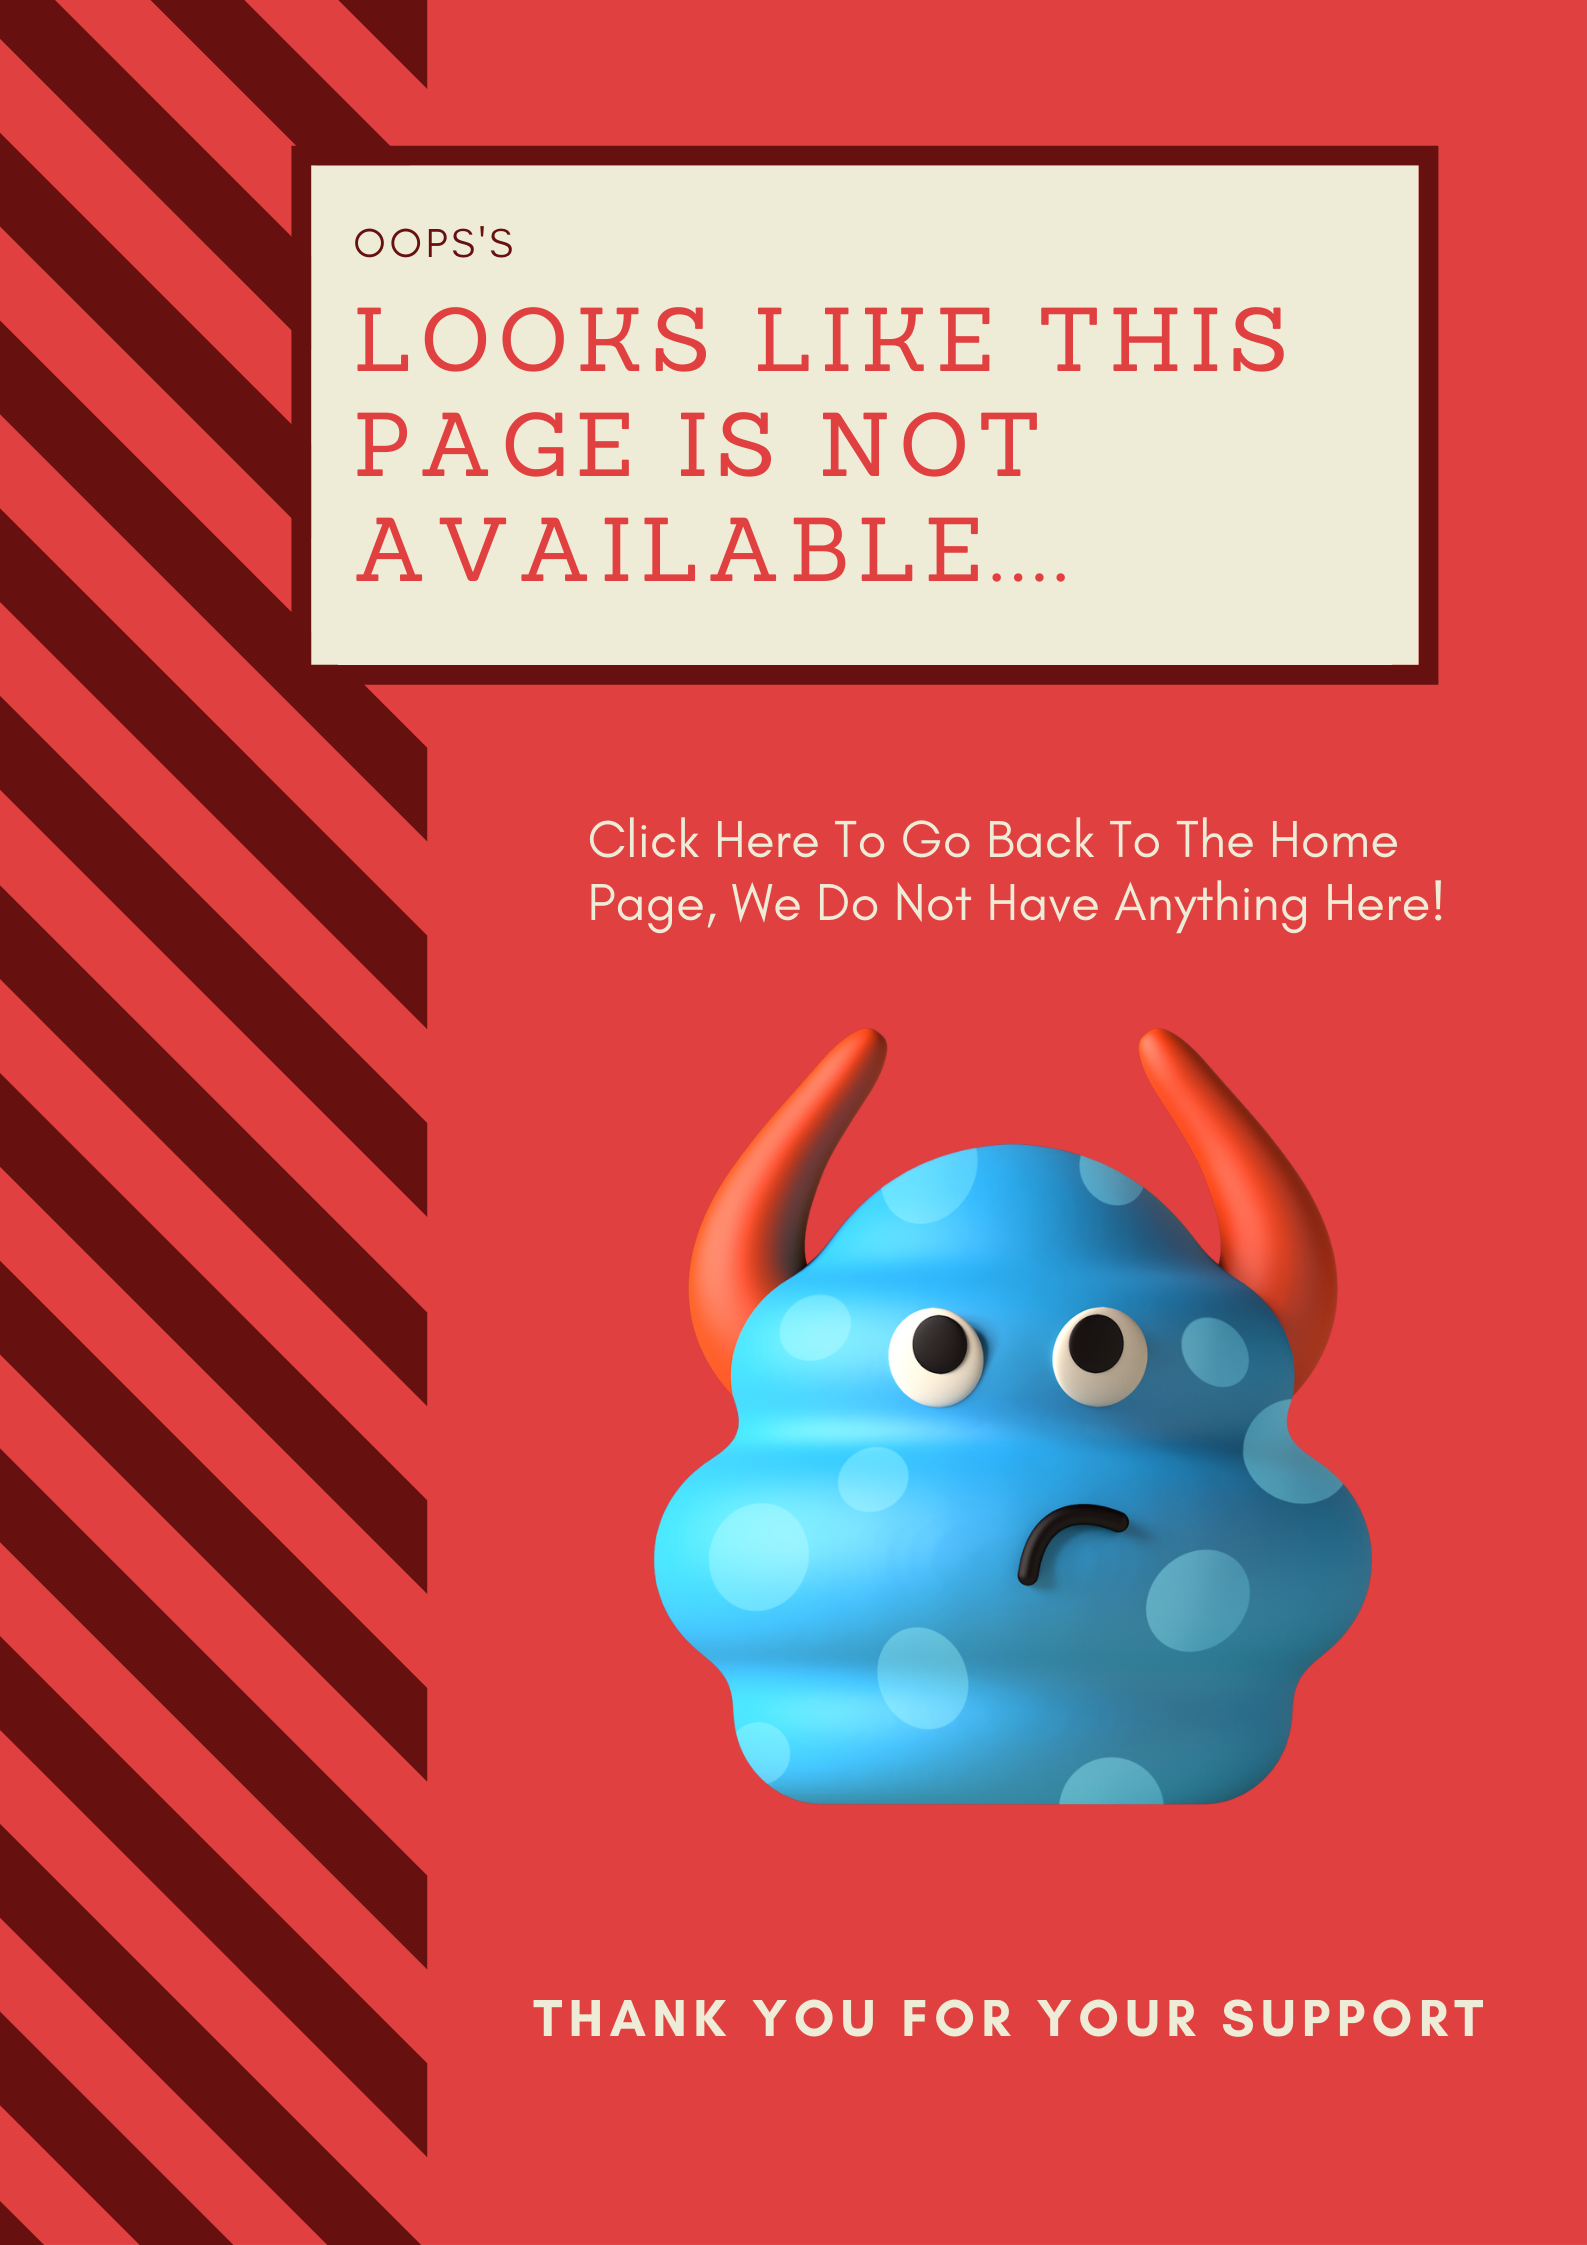 OOPS'S
LOOKS LIKE THIS
PAGE IS NOT
AVAILABLE....
Click Here To Go Back To The Home
Page, We Do Not Have Anything Here!
THANK YOU FOR YOUR SUPPORT